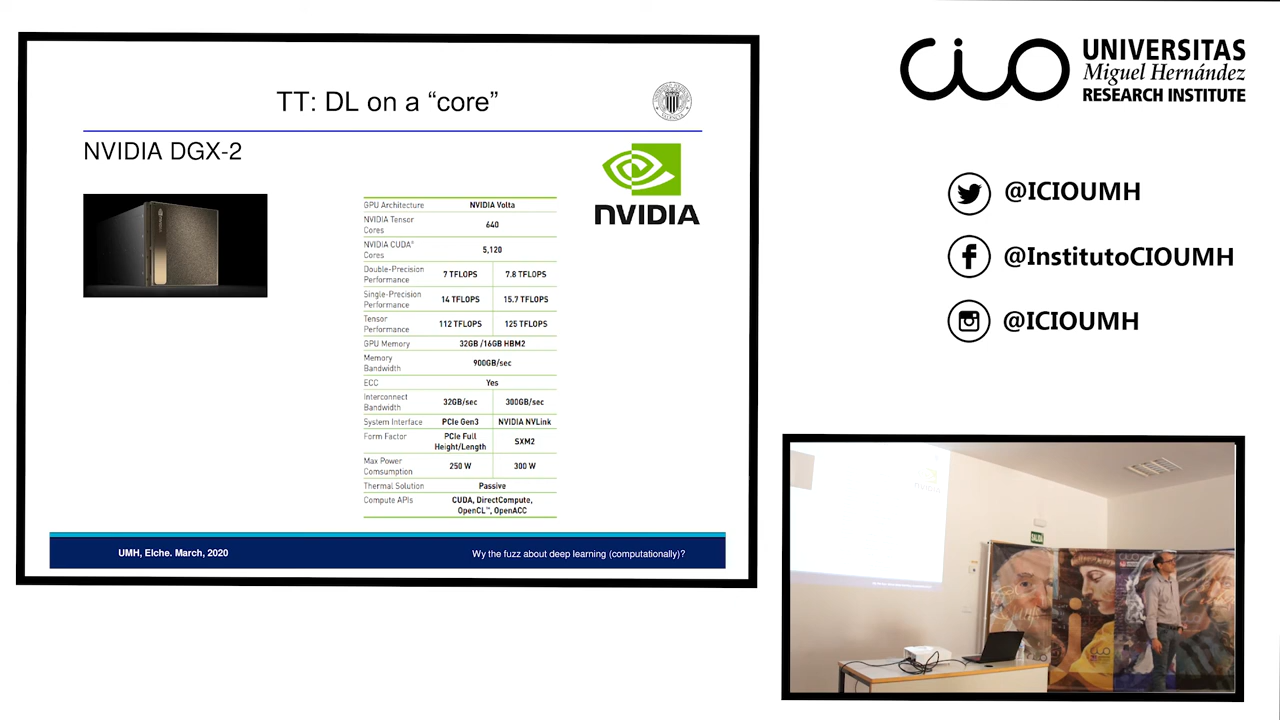 TT: DL on a “core”
NVIDIA DGX-2
NVIDIA
GPU Architecture NVIDIA Volta
NVIDIA Tensor
Cores 640
NVIDIA CUDA®
Cores 5,120
Double-Precision
Performance 7 TFLOPS 7.8 TFLOPS
Single-Precision
Performance 14 TFLOPS 15.7 TFLOPS
Tensor
Performance 112 TFLOPS 125 TFLOPS
GPU Memory 32GB /16GB HBM2
Memory
Bandwidth 900GB/sec
ECC Yes
Interconnect
Bandwidth 32GB/sec 300GB/sec
System Interface PCIe Gen3 NVIDIA NVLink
Form Factor PCIe Full
Height/Length SXM2
Max Power
Comsumption 250 W 300 W
Thermal Solution Passive
Compute APIs CUDA, DirectCompute,
OpenCL™, OpenACC
UMH, Elche. March, 2020 Wy the fuzz about deep learning (computationally)?
cio
UNIVERSITAS
Miguel Hernández
RESEARCH INSTITUTE
@ICIOUMH
@InstitutoCIOUMH
@ICIOUMH
NVIDIA
SALIDA